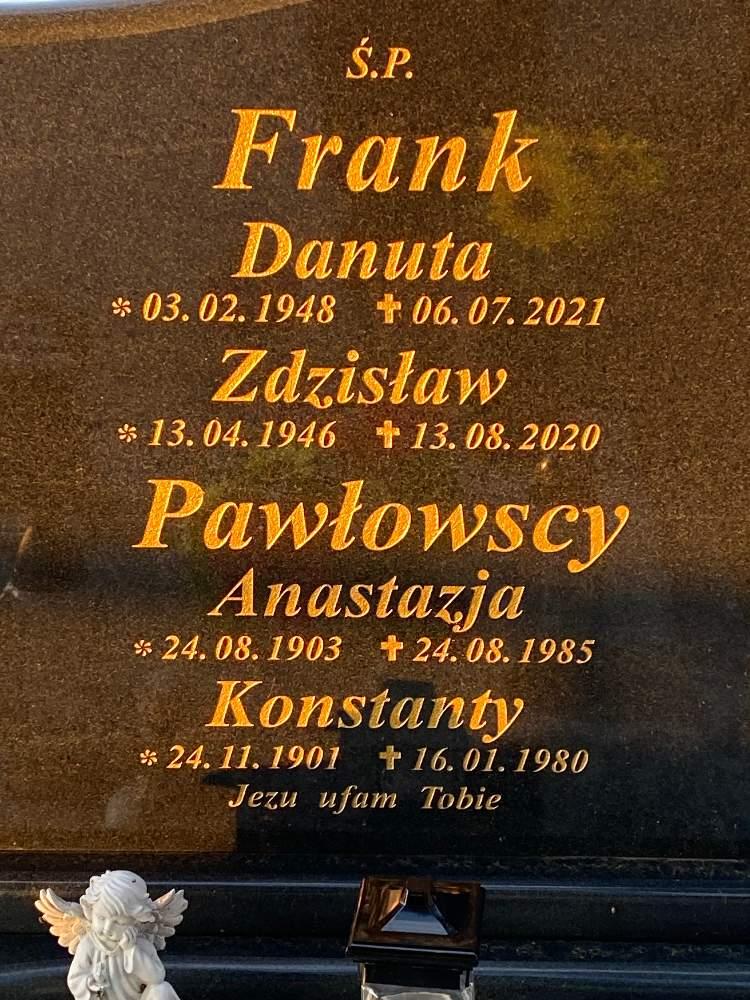 Ś.P.
Frank
Danuta
* 03.02.1948 ✝ 06.07.2021
Zdzisław
* 13.04.1946 ✝ 13.08.2020
Pawłowscy
Anastazja
* 24.08.1903 ✝ 24.08.1985
Konstanty
* 24.11.1901 ✝ 16.01.1980
Jezu ufam Tobie